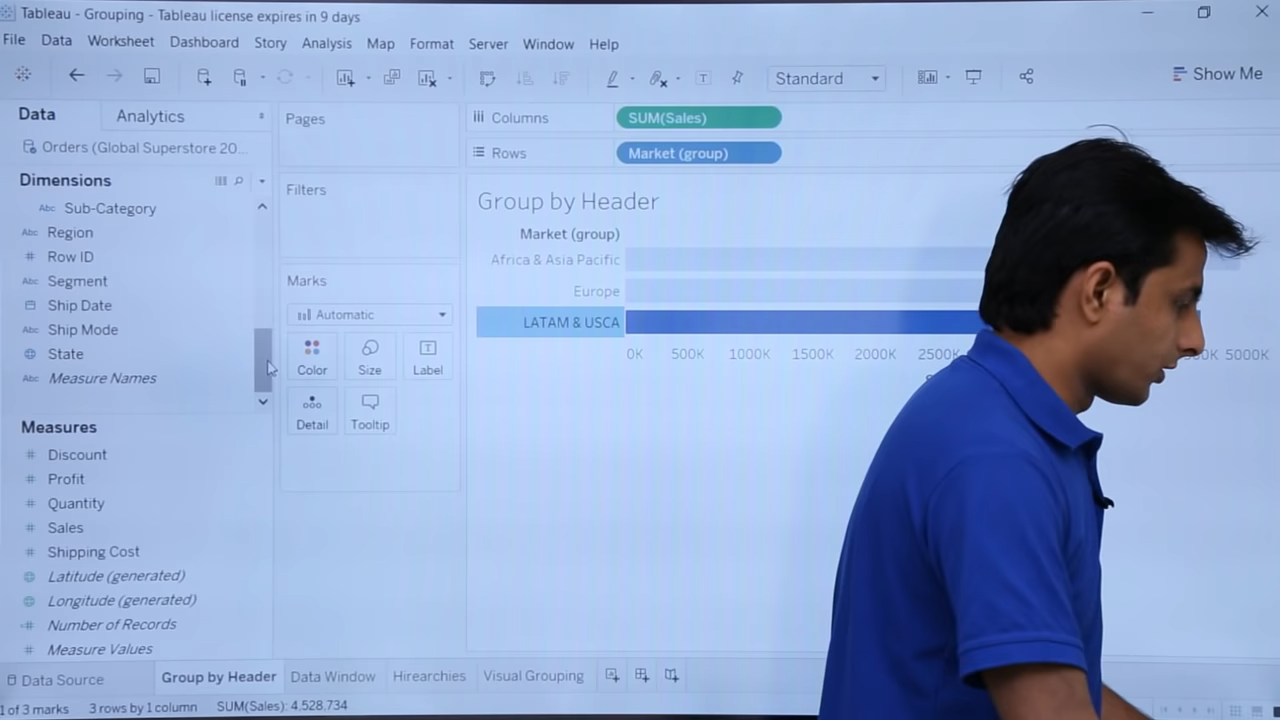 Tableau - Grouping - Tableau license expires in 9 days
File Data Worksheet Dashboard Story Analysis Map Format Server Window Help
Standard
Show Me
Data Analytics
Orders (Global Superstore 20...
Dimensions
Abc Sub-Category
Abc Region
# Row ID
Abc Segment
Ship Date
Abc Ship Mode
State
Abc Measure Names
Measures
# Discount
# Profit
# Quantity
# Sales
# Shipping Cost
Latitude (generated)
Longitude (generated)
# Number of Records
# Measure Values
Pages
Filters
Marks
Automatic
Color Size Label
Detail Tooltip
Columns SUM(Sales)
Rows Market (group)
Group by Header
Market (group)
Africa & Asia Pacific
Europe
LATAM & USCA
0K 500K 1000K 1500K 2000K 2500K 5000K
Data Source Group by Header Data Window Hirearchies Visual Grouping
1 of 3 marks 3 rows by 1 column SUM(Sales): 4,528,734